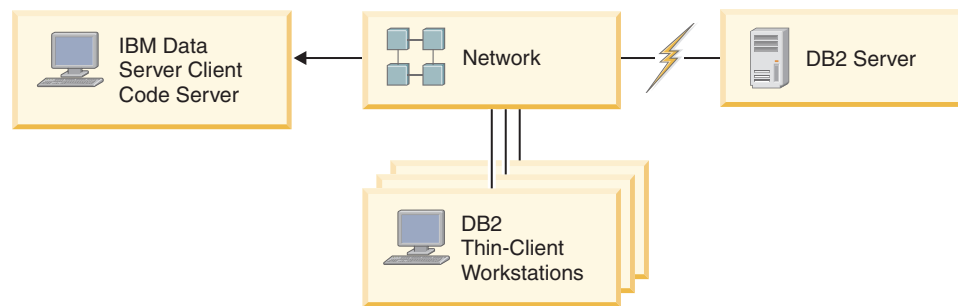 IBM Data
Server Client
Code Server
Network
DB2 Server
DB2
Thin-Client
Workstations